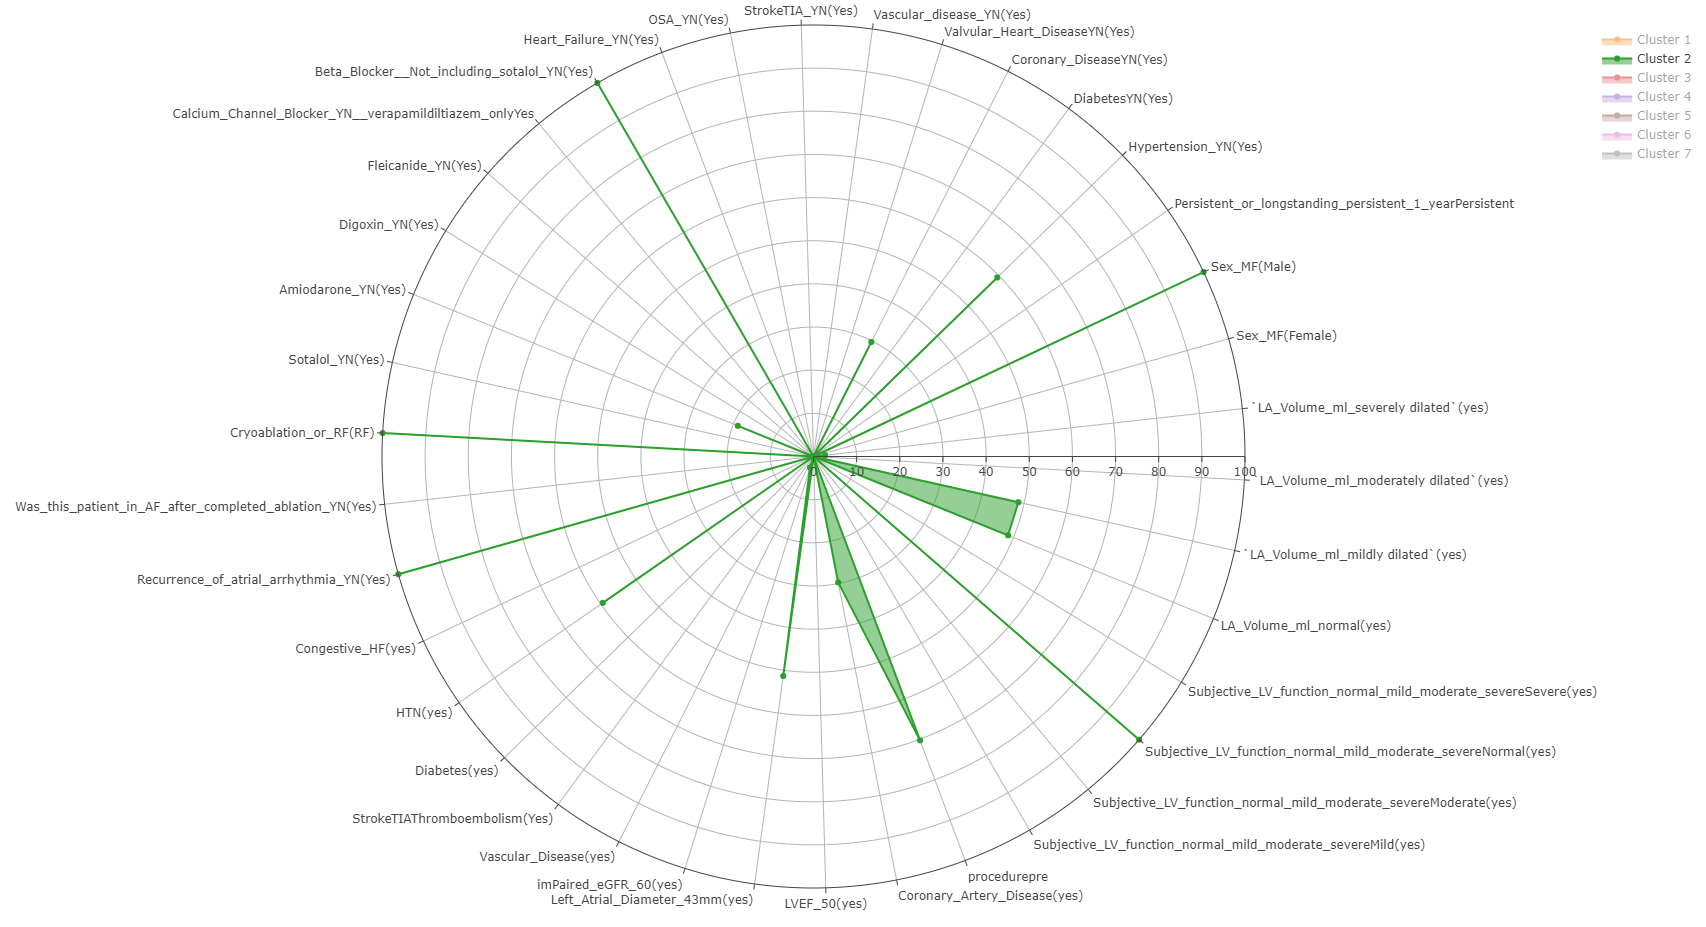 StrokeTIA_YN(Yes)
Vascular_disease_YN(Yes)
OSA_YN(Yes)
Valvular_Heart_DiseaseYN(Yes)
Heart_Failure_YN(Yes)
Coronary_DiseaseYN(Yes)
Beta_Blocker__Not_including_sotalol_YN(Yes)
DiabetesYN(Yes)
Calcium_Channel_Blocker_YN__verapamildiltiazem_onlyYes
Hypertension_YN(Yes)
Fleicanide_YN(Yes)
Persistent_or_longstanding_persistent_1_yearPersistent
Digoxin_YN(Yes)
Sex_MF(Male)
Amiodarone_YN(Yes)
Sex_MF(Female)
Sotalol_YN(Yes)
`LA_Volume_ml_severely dilated`(yes)
Cryoablation_or_RF(RF)
0 10 20 30 40 50 60 70 80 90 100
LA_Volume_ml_moderately dilated`(yes)
Was_this_patient_in_AF_after_completed_ablation_YN(Yes)
`LA_Volume_ml_mildly dilated`(yes)
Recurrence_of_atrial_arrhythmia_YN(Yes)
LA_Volume_ml_normal(yes)
Congestive_HF(yes)
Subjective_LV_function_normal_mild_moderate_severeSevere(yes)
HTN(yes)
Subjective_LV_function_normal_mild_moderate_severeNormal(yes)
Diabetes(yes)
Subjective_LV_function_normal_mild_moderate_severeModerate(yes)
StrokeTIAThromboembolism(Yes)
Subjective_LV_function_normal_mild_moderate_severeMild(yes)
Vascular_Disease(yes)
procedurepre
imPaired_eGFR_60(yes)
Coronary_Artery_Disease(yes)
Left_Atrial_Diameter_43mm(yes)
LVEF_50(yes)
Cluster 1
Cluster 2
Cluster 3
Cluster 4
Cluster 5
Cluster 6
Cluster 7